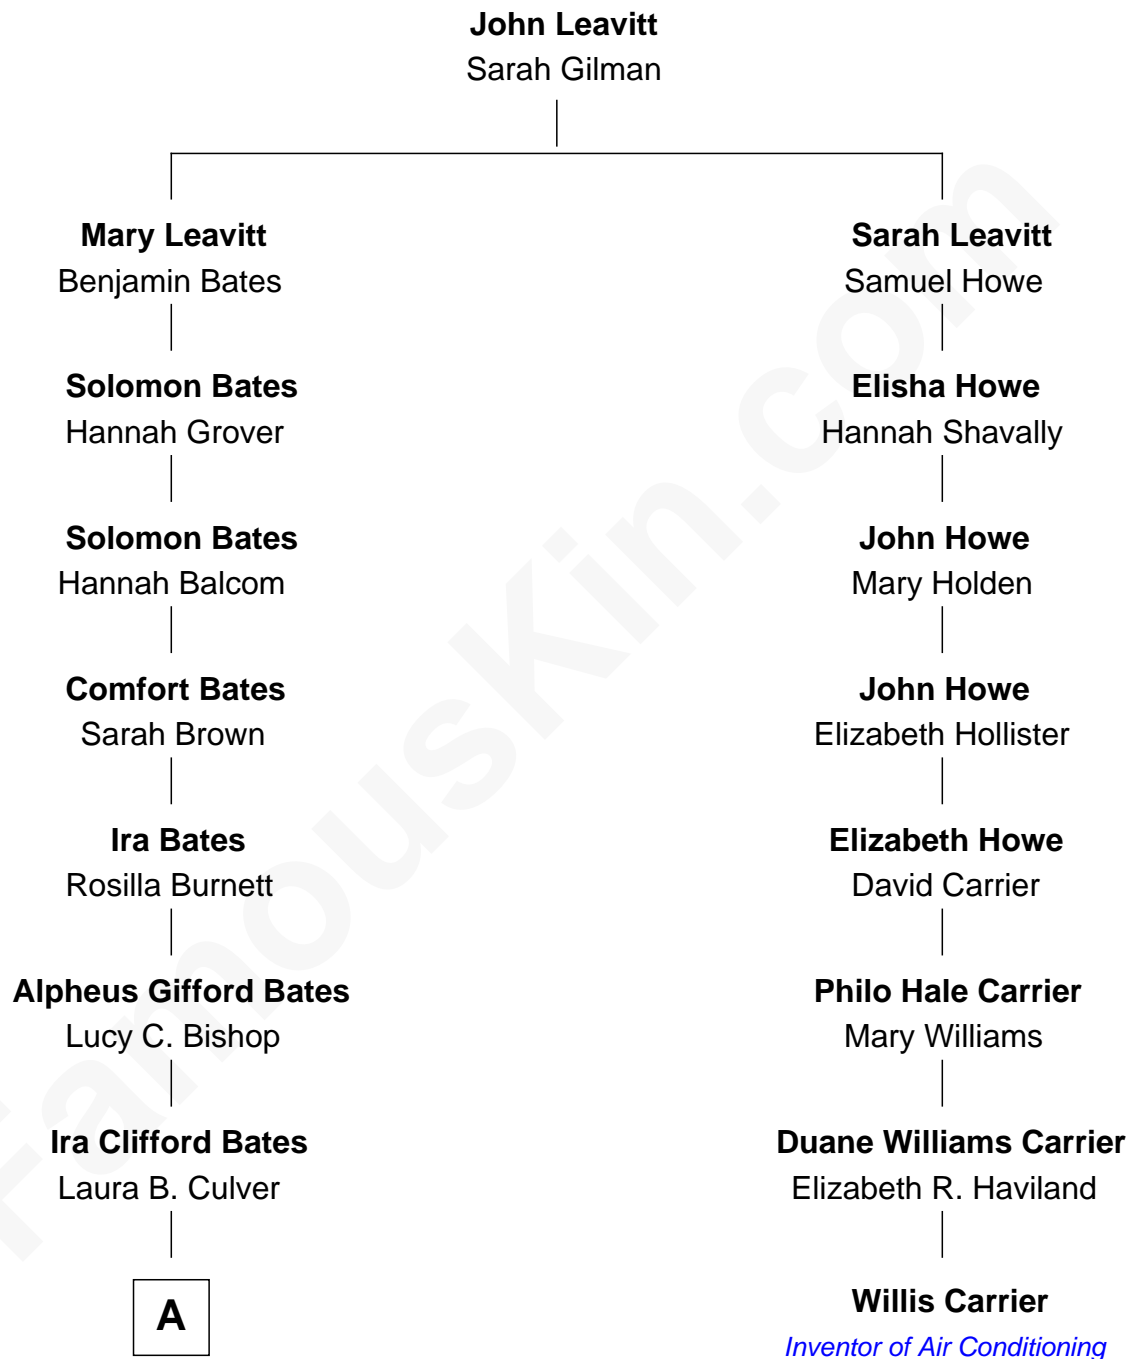 John Leavitt
Sarah Gilman
Mary Leavitt
Benjamin Bates
Solomon Bates
Hannah Grover
Solomon Bates
Hannah Balcom
Comfort Bates
Sarah Brown
Ira Bates
Rosilla Burnett
Alpheus Gifford Bates
Lucy C. Bishop
Ira Clifford Bates
Laura B. Culver
A
Sarah Leavitt
Samuel Howe
Elisha Howe
Hannah Shavally
John Howe
Mary Holden
John Howe
Elizabeth Hollister
Elizabeth Howe
David Carrier
Philo Hale Carrier
Mary Williams
Duane Williams Carrier
Elizabeth R. Haviland
Willis Carrier
Inventor of Air Conditioning
FamousKin.com